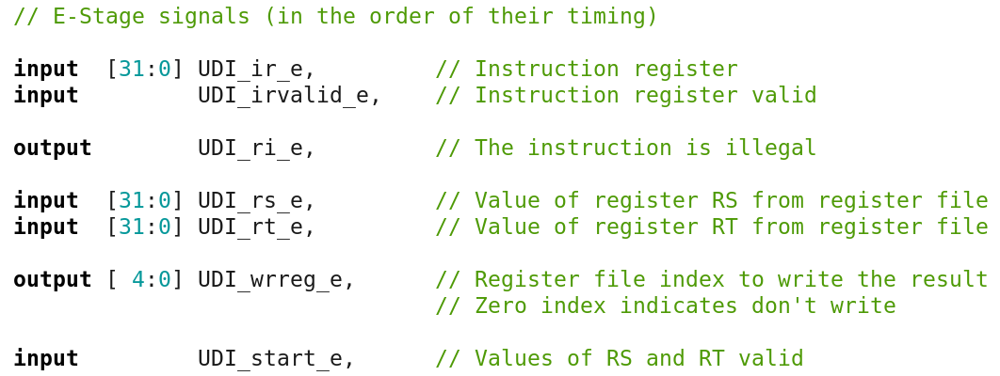 // E-Stage signals (in the order of their timing)
input  [31:0] UDI_ir_e,         // Instruction register
input         UDI_irvalid_e,    // Instruction register valid
output        UDI_ri_e,         // The instruction is illegal
input  [31:0] UDI_rs_e,         // Value of register RS from register file
input  [31:0] UDI_rt_e,         // Value of register RT from register file
output [ 4:0] UDI_wrreg_e,      // Register file index to write the result
                                // Zero index indicates don't write
input         UDI_start_e,      // Values of RS and RT valid